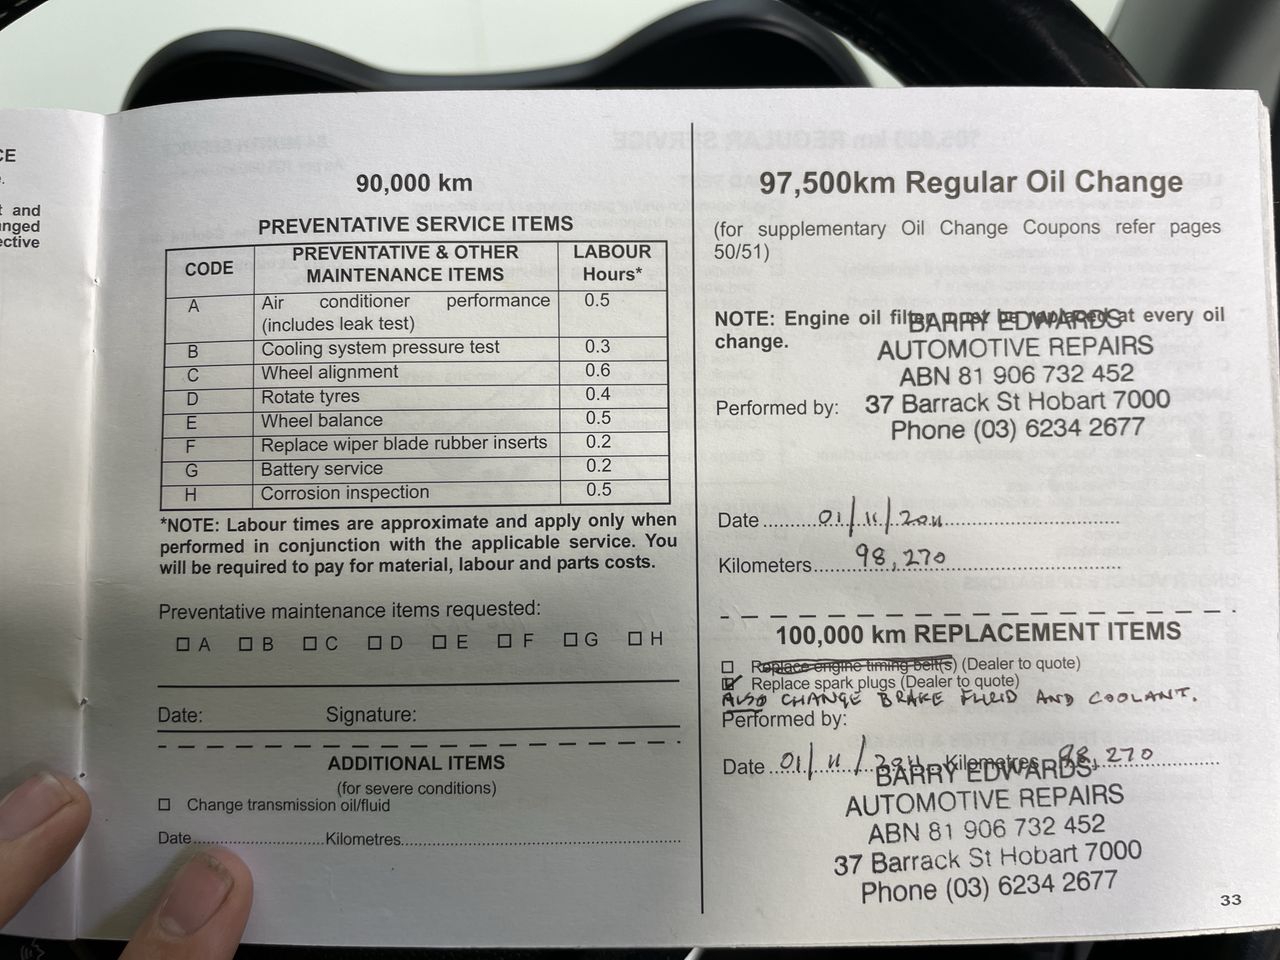 CE
.
t and
anged
ective
90,000 km
PREVENTATIVE SERVICE ITEMS
CODE PREVENTATIVE & OTHER MAINTENANCE ITEMS LABOUR Hours*
A Air conditioner performance (includes leak test) 0.5
B Cooling system pressure test 0.3
C Wheel alignment 0.6
D Rotate tyres 0.4
E Wheel balance 0.5
F Replace wiper blade rubber inserts 0.2
G Battery service 0.2
H Corrosion inspection 0.5
*NOTE: Labour times are approximate and apply only when
performed in conjunction with the applicable service. You
will be required to pay for material, labour and parts costs.
Preventative maintenance items requested:
☐ A ☐ B ☐ C ☐ D ☐ E ☐ F ☐ G ☐ H
Date: Signature:
ADDITIONAL ITEMS
(for severe conditions)
☐ Change transmission oil/fluid
Date........................Kilometres........................
97,500km Regular Oil Change
(for supplementary Oil Change Coupons refer pages
50/51)
NOTE: Engine oil filter must be replaced at every oil
change.
BARRY EDWARDS
AUTOMOTIVE REPAIRS
ABN 81 906 732 452
Performed by: 37 Barrack St Hobart 7000
Phone (03) 6234 2677
Date 01/11/2011
Kilometers 98,270
100,000 km REPLACEMENT ITEMS
☐ Replace engine timing belt(s) (Dealer to quote)
☑ Replace spark plugs (Dealer to quote)
ALSO CHANGE BRAKE FLUID AND COOLANT.
Performed by:
Date 01/11/2011 Kilometres 98,270
BARRY EDWARDS
AUTOMOTIVE REPAIRS
ABN 81 906 732 452
37 Barrack St Hobart 7000
Phone (03) 6234 2677
33